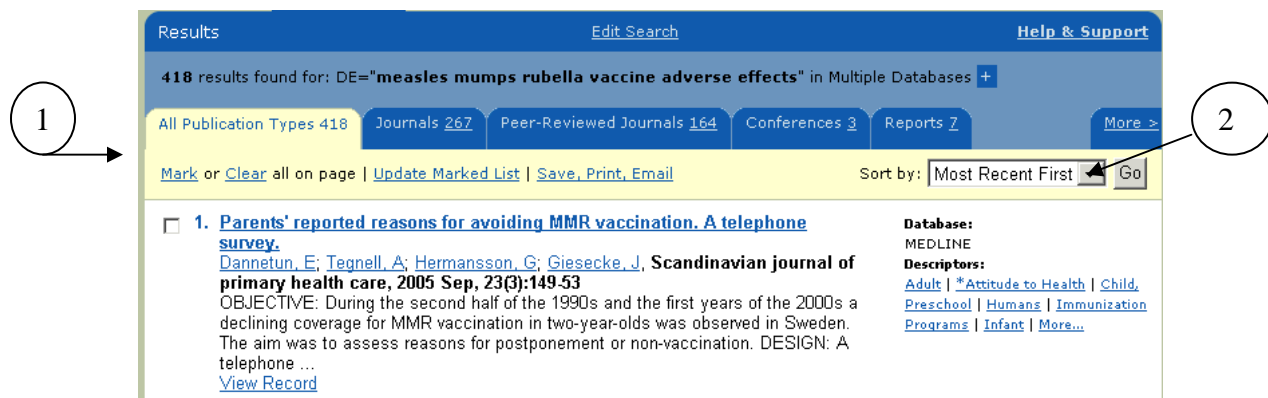 Results Edit Search Help & Support
418 results found for: DE="measles mumps rubella vaccine adverse effects" in Multiple Databases +
1
All Publication Types 418 Journals 267 Peer-Reviewed Journals 164 Conferences 3 Reports 7 More >
2
Mark or Clear all on page | Update Marked List | Save, Print, Email Sort by: Most Recent First Go
1. Parents' reported reasons for avoiding MMR vaccination. A telephone
survey.
Dannetun, E; Tegnell, A; Hermansson, G; Giesecke, J, Scandinavian journal of
primary health care, 2005 Sep, 23(3):149-53
OBJECTIVE: During the second half of the 1990s and the first years of the 2000s a
declining coverage for MMR vaccination in two-year-olds was observed in Sweden.
The aim was to assess reasons for postponement or non-vaccination. DESIGN: A
telephone ...
View Record
Database:
MEDLINE
Descriptors:
Adult | *Attitude to Health | Child,
Preschool | Humans | Immunization
Programs | Infant | More...